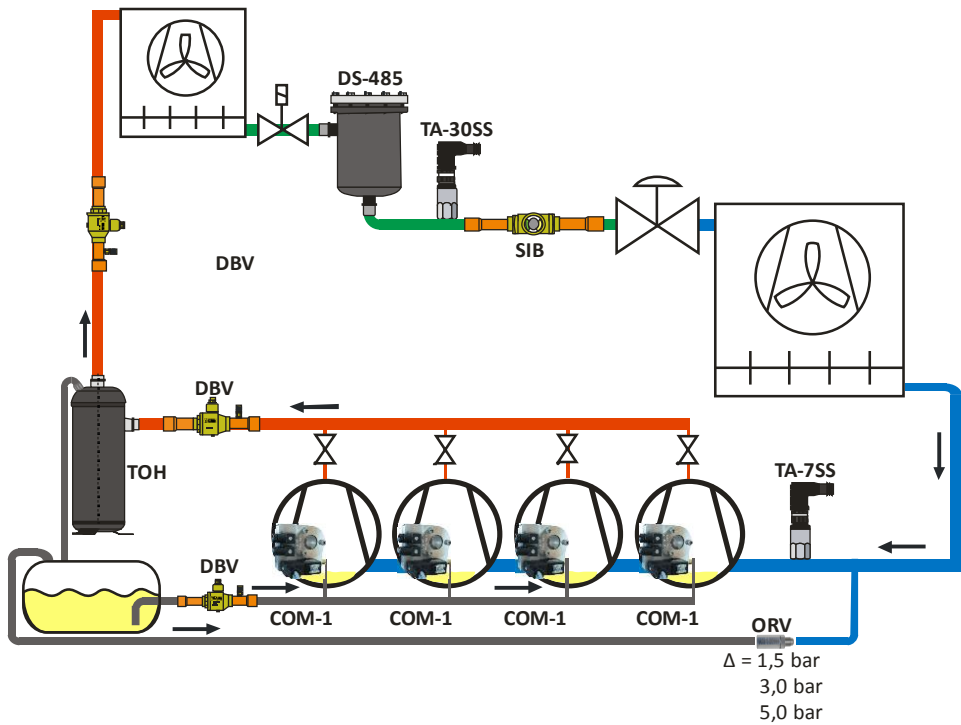 DS-485
TA-30SS
SIB
DBV
DBV
TOH
TA-7SS
DBV
COM-1
COM-1
COM-1
COM-1
ORV
Δ = 1,5 bar
3,0 bar
5,0 bar